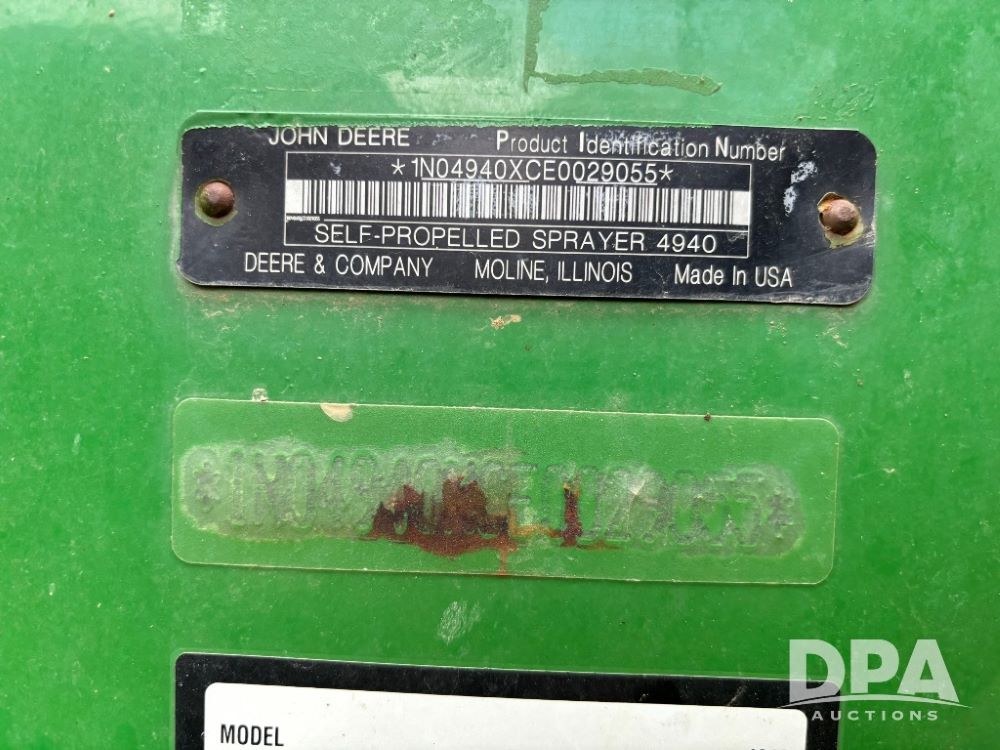 JOHN DEERE Product Identification Number
*1N04940XCE0029055*
SELF-PROPELLED SPRAYER 4940
DEERE & COMPANY MOLINE, ILLINOIS Made In USA
*1N04940XCE0029055*
MODEL
DPA
AUCTIONS